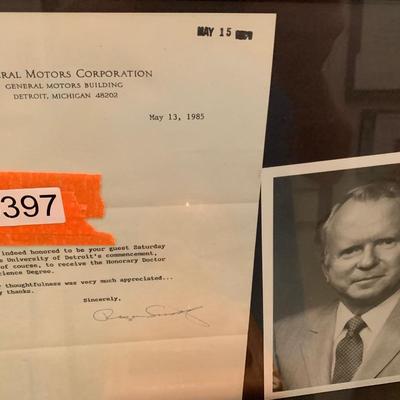 MAY 15
ERAL MOTORS CORPORATION
GENERAL MOTORS BUILDING
DETROIT, MICHIGAN 48202
May 13, 1985
397
indeed honored to be your guest Saturday
e University of Detroit's commencement,
of course, to receive the Honorary Doctor
cience Degree.
r thoughtfulness was very much appreciated...
y thanks.
Sincerely,